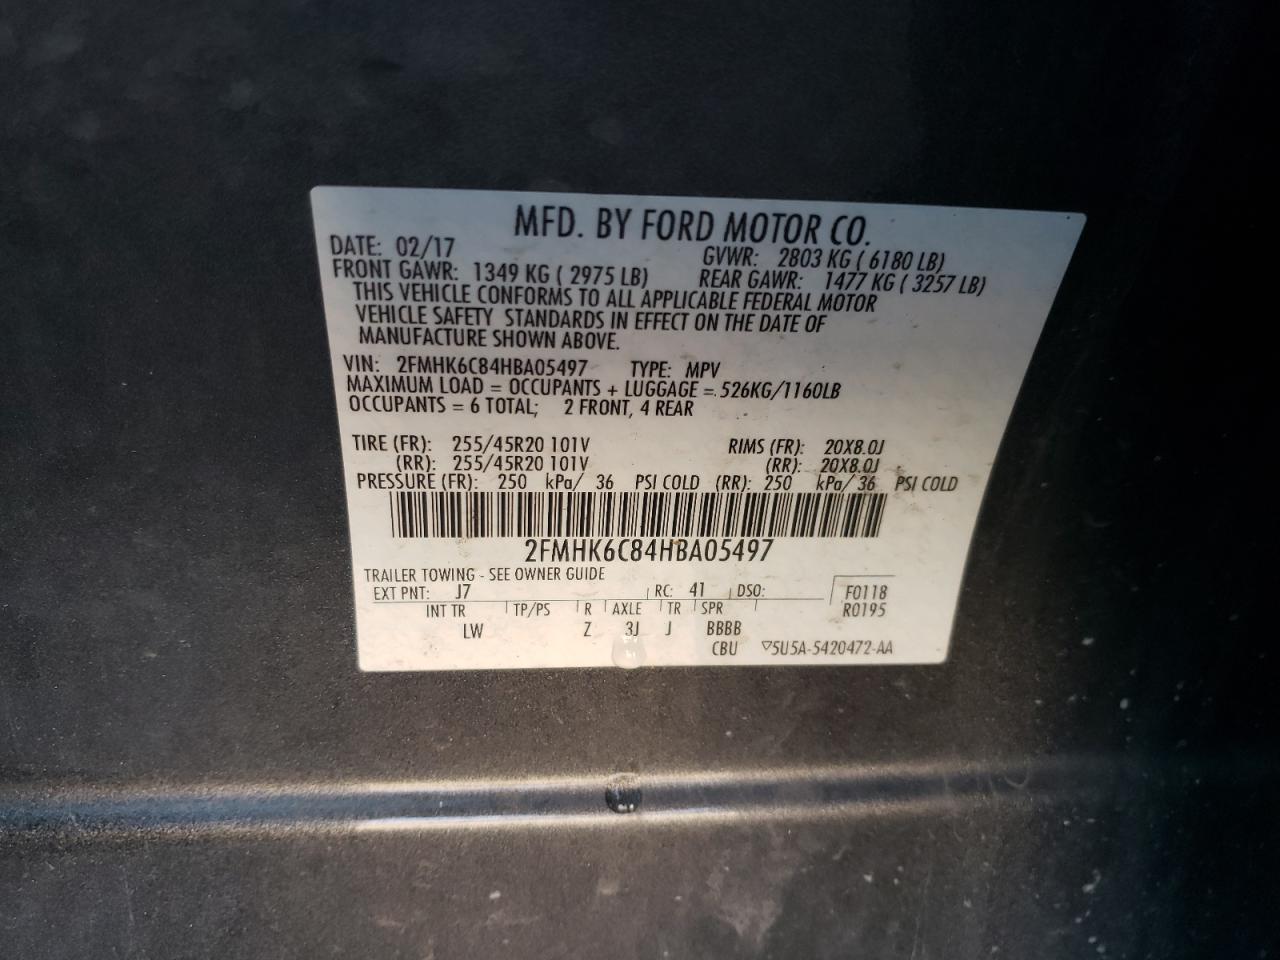 MFD. BY FORD MOTOR CO.
DATE: 02/17 GVWR: 2803 KG ( 6180 LB)
FRONT GAWR: 1349 KG ( 2975 LB) REAR GAWR: 1477 KG ( 3257 LB)
THIS VEHICLE CONFORMS TO ALL APPLICABLE FEDERAL MOTOR
VEHICLE SAFETY STANDARDS IN EFFECT ON THE DATE OF
MANUFACTURE SHOWN ABOVE.
VIN: 2FMHK6C84HBA05497 TYPE: MPV
MAXIMUM LOAD = OCCUPANTS + LUGGAGE = 526KG/1160LB
OCCUPANTS = 6 TOTAL; 2 FRONT, 4 REAR
TIRE (FR): 255/45R20 101V RIMS (FR): 20X8.0J
(RR): 255/45R20 101V (RR): 20X8.0J
PRESSURE (FR): 250 kPa/ 36 PSI COLD (RR): 250 kPa/ 36 PSI COLD
2FMHK6C84HBA05497
TRAILER TOWING - SEE OWNER GUIDE
EXT PNT: J7 RC: 41 DSO: F0118
INT TR TP/PS R AXLE TR SPR R0195
LW Z 3J J BBBB
CBU ▽5U5A-5420472-AA